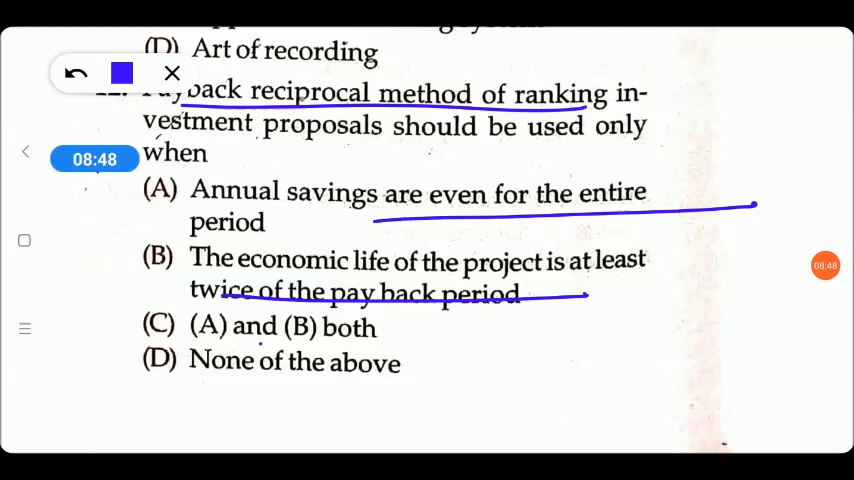 (D) Art of recording
back reciprocal method of ranking in-
vestment proposals should be used only
when
08:48
(A) Annual savings are even for the entire
period
08:48
(B) The economic life of the project is at least
twice of the pay back period
(C) (A) and (B) both
(D) None of the above